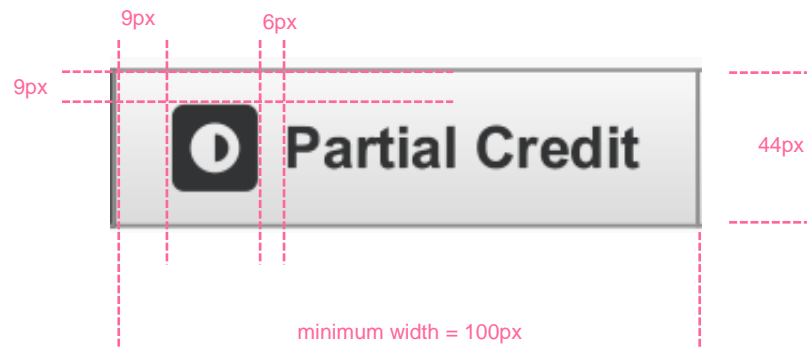 9px
6px
9px
Partial Credit
44px
minimum width = 100px